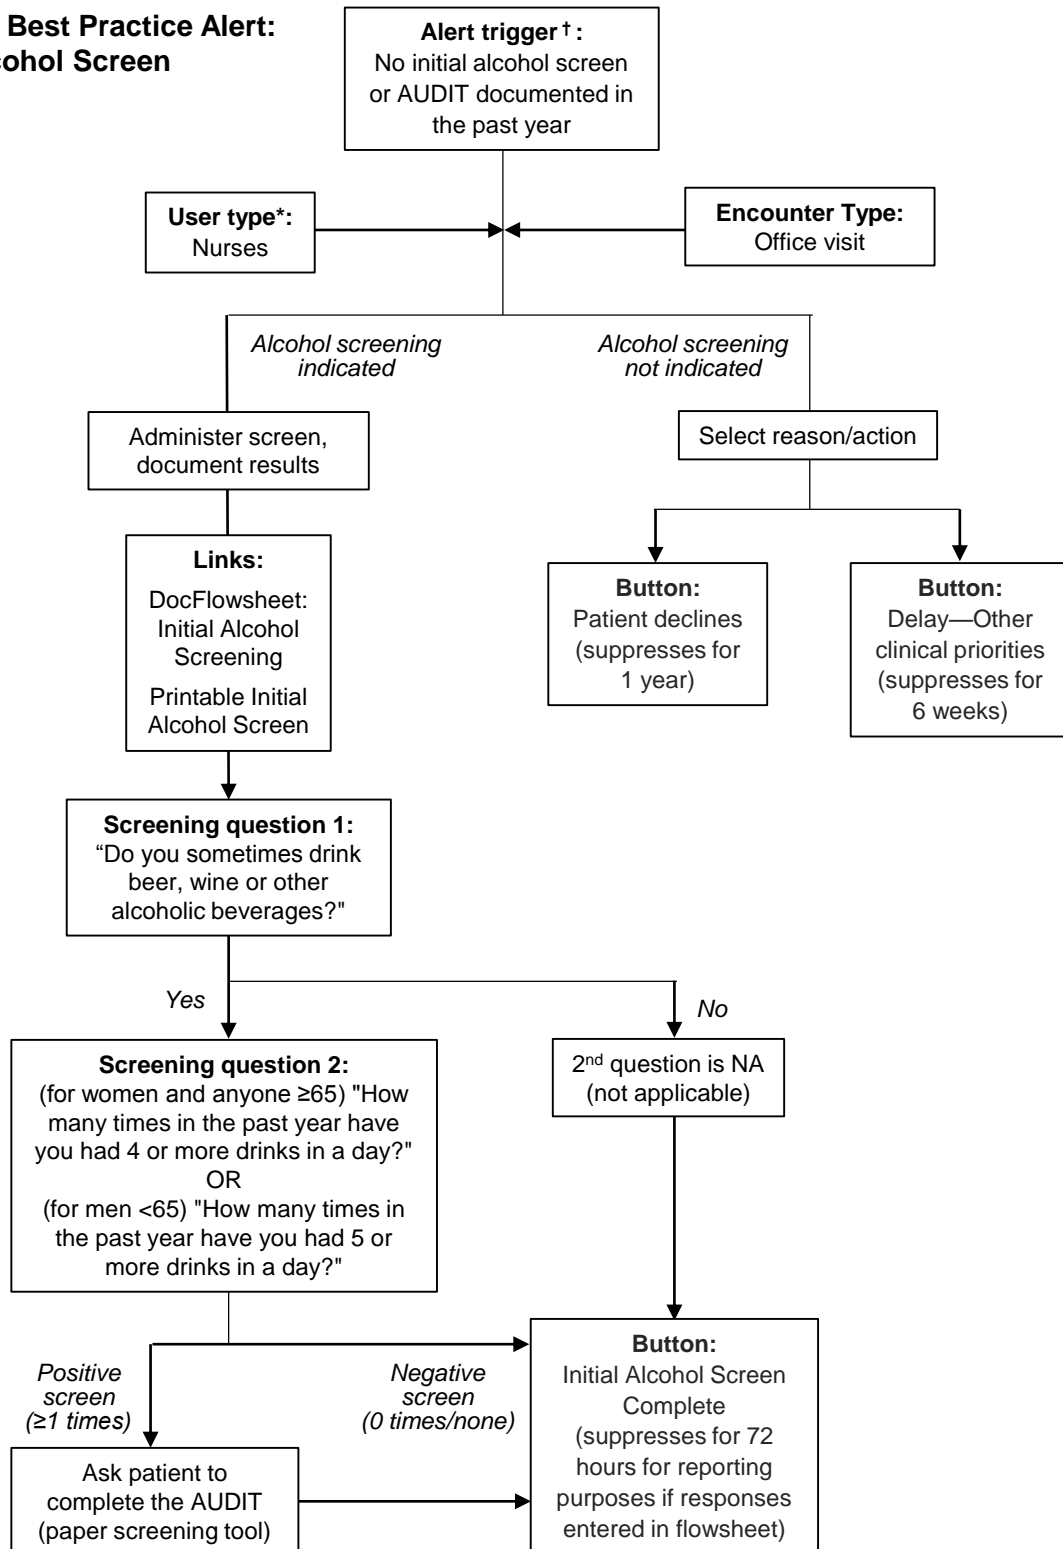 Best Practice Alert:
cohol Screen
Alert trigger†:
No initial alcohol screen
or AUDIT documented in
the past year
User type*:
Nurses
Encounter Type:
Office visit
Alcohol screening
indicated
Alcohol screening
not indicated
Administer screen,
document results
Select reason/action
Links:
DocFlowsheet:
Initial Alcohol
Screening
Printable Initial
Alcohol Screen
Button:
Patient declines
(suppresses for
1 year)
Button:
Delay—Other
clinical priorities
(suppresses for
6 weeks)
Screening question 1:
“Do you sometimes drink
beer, wine or other
alcoholic beverages?"
Yes
No
Screening question 2:
(for women and anyone ≥65) "How
many times in the past year have
you had 4 or more drinks in a day?"
OR
(for men <65) "How many times in
the past year have you had 5 or
more drinks in a day?"
2nd question is NA
(not applicable)
Positive
screen
(≥1 times)
Negative
screen
(0 times/none)
Button:
Initial Alcohol Screen
Complete
(suppresses for 72
hours for reporting
purposes if responses
entered in flowsheet)
Ask patient to
complete the AUDIT
(paper screening tool)